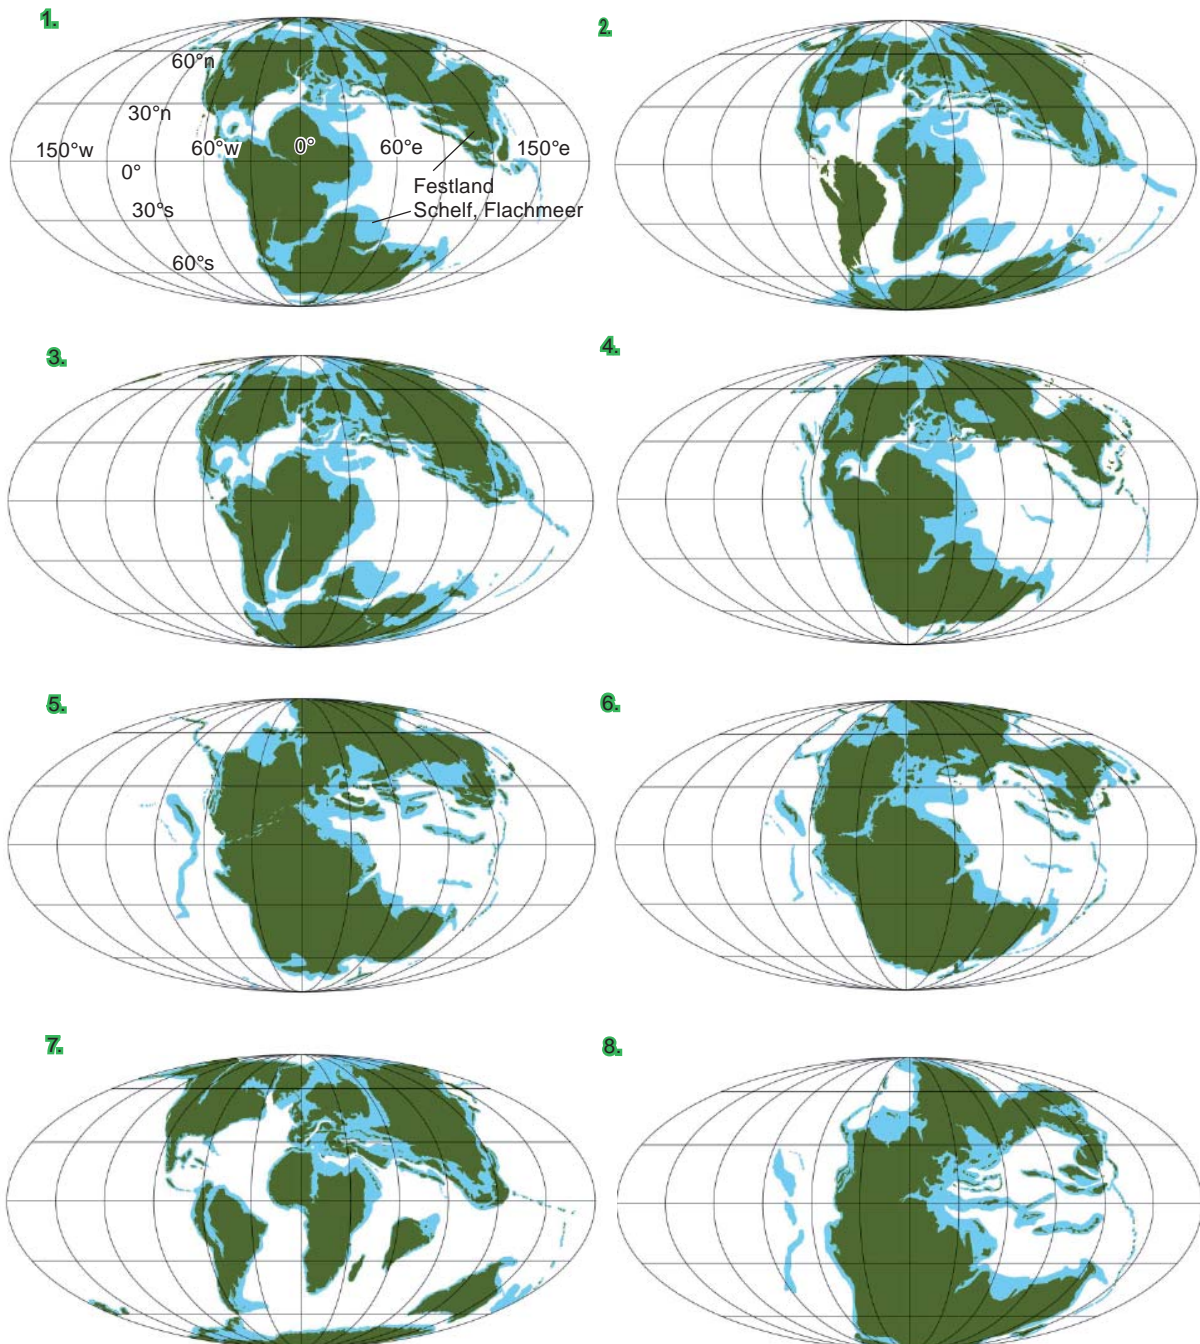 1.
2.
60°n
30°n
150°w
60°w
0°
60°e
150°e
0°
Festland
30°s
Schelf, Flachmeer
60°s
3.
4.
5.
6.
7.
8.